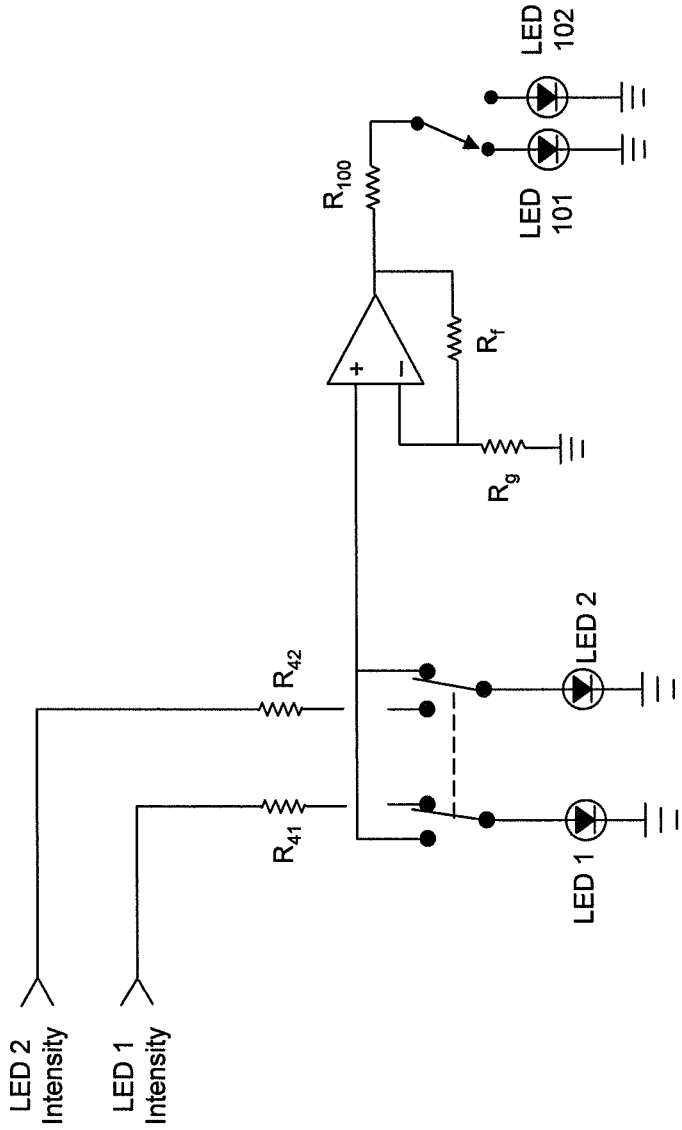 LED 2
Intensity
LED 1
Intensity
R41
R42
LED 1
LED 2
+
−
Rg
Rf
R100
LED
101
LED
102